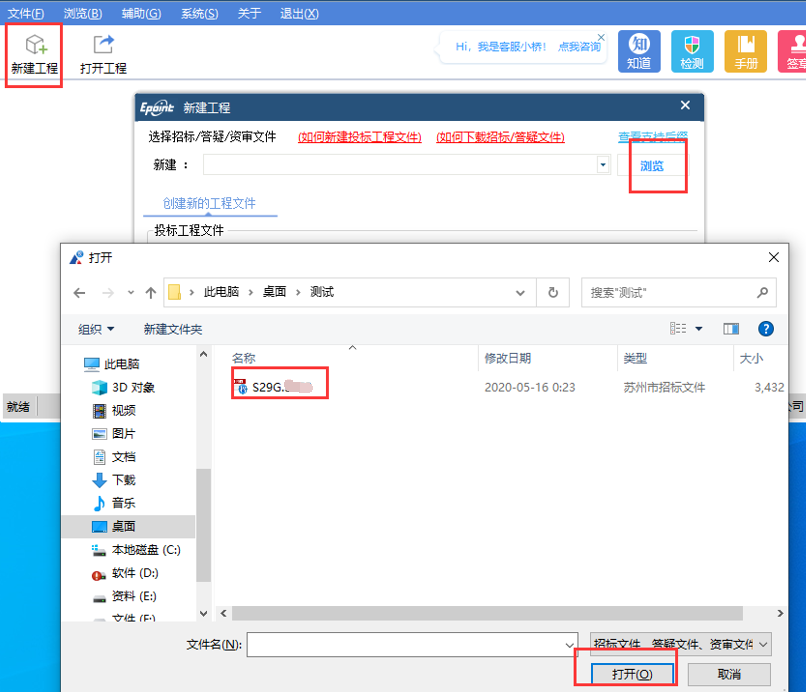 文件(F) 浏览(B) 辅助(G) 系统(S) 关于 退出(X)
新建工程 打开工程
Hi，我是客服小桥！ 点我咨询
知 知道 检测 手册
Epoint 新建工程
选择招标/答疑/资审文件 (如何新建投标工程文件) (如何下载招标/答疑文件) 查看支持后缀
新建： 浏览
创建新的工程文件
投标工程文件
打开
此电脑 桌面 测试 搜索"测试"
组织 新建文件夹
名称 修改日期 类型 大小
S29G. 2020-05-16 0:23 苏州市招标文件 3,432
此电脑
3D 对象
视频
图片
文档
下载
音乐
桌面
本地磁盘 (C:)
软件 (D:)
资料 (E:)
文件 (F:)
就绪 公司
文件名(N): 招标文件、答疑文件、资审文件
打开(O) 取消